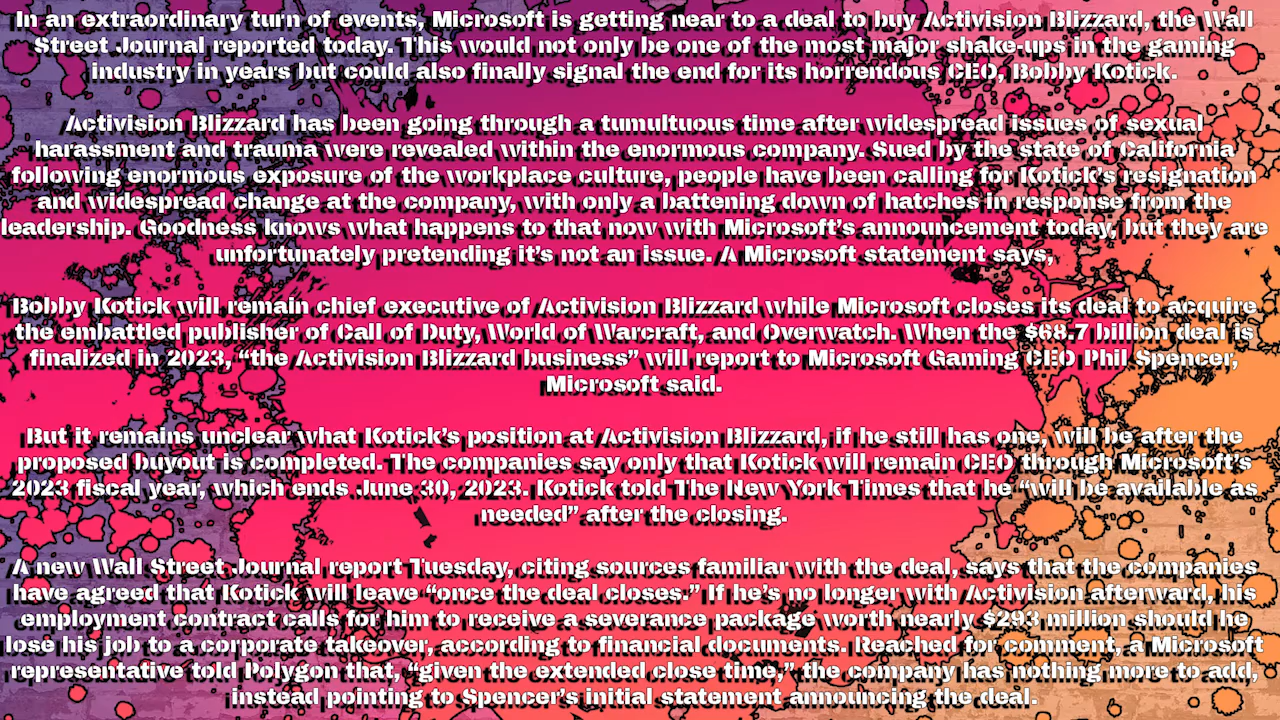 In an extraordinary turn of events, Microsoft is getting near to a deal to buy Activision Blizzard, the Wall
Street Journal reported today. This would not only be one of the most major shake-ups in the gaming
industry in years but could also finally signal the end for its horrendous CEO, Bobby Kotick.
Activision Blizzard has been going through a tumultuous time after widespread issues of sexual
harassment and trauma were revealed within the enormous company. Sued by the state of California
following enormous exposure of the workplace culture, people have been calling for Kotick's resignation
and widespread change at the company, with only a battening down of hatches in response from the
leadership. Goodness knows what happens to that now with Microsoft's announcement today, but they are
unfortunately pretending it's not an issue. A Microsoft statement says,
Bobby Kotick will remain chief executive of Activision Blizzard while Microsoft closes its deal to acquire
the embattled publisher of Call of Duty, World of Warcraft, and Overwatch. When the $68.7 billion deal is
finalized in 2023, “the Activision Blizzard business” will report to Microsoft Gaming CEO Phil Spencer,
Microsoft said.
But it remains unclear what Kotick's position at Activision Blizzard, if he still has one, will be after the
proposed buyout is completed. The companies say only that Kotick will remain CEO through Microsoft's
2023 fiscal year, which ends June 30, 2023. Kotick told The New York Times that he “will be available as
needed” after the closing.
A new Wall Street Journal report Tuesday, citing sources familiar with the deal, says that the companies
have agreed that Kotick will leave “once the deal closes.” If he's no longer with Activision afterward, his
employment contract calls for him to receive a severance package worth nearly $293 million should he
lose his job to a corporate takeover, according to financial documents. Reached for comment, a Microsoft
representative told Polygon that, “given the extended close time,” the company has nothing more to add,
instead pointing to Spencer's initial statement announcing the deal.